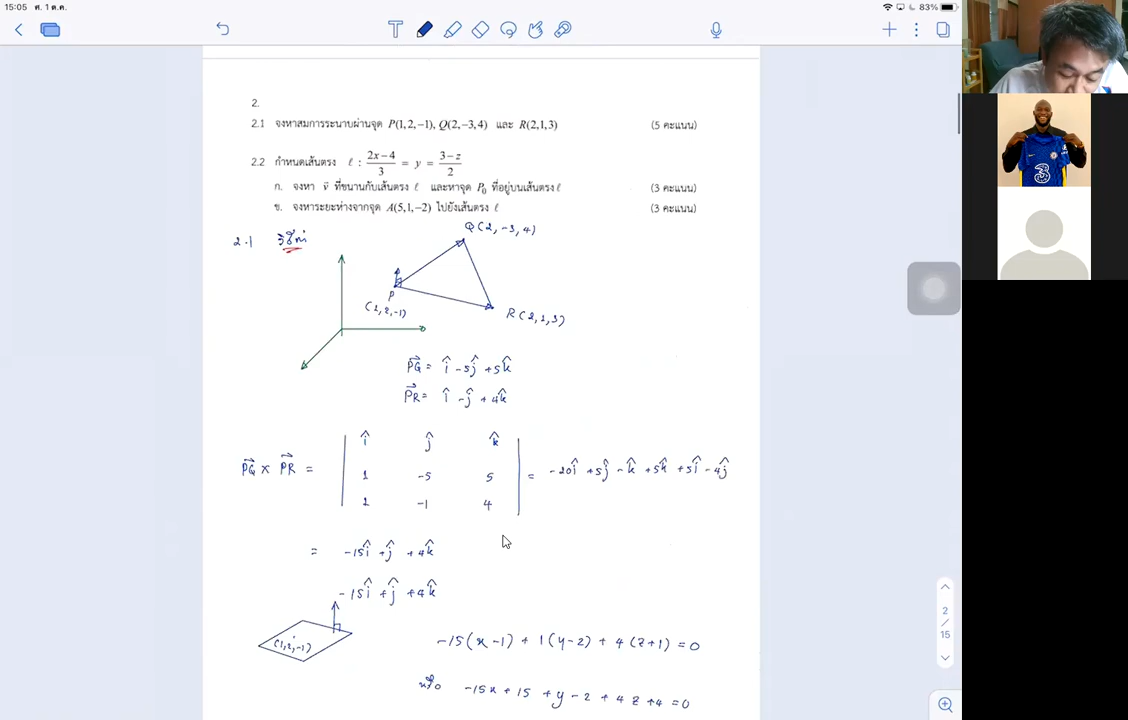 15:05 ศ. 1 ต.ค.
83%
2.
2.1 จงหาสมการระนาบผ่านจุด P(1,2,−1), Q(2,−3,4) และ R(2,1,3) (5 คะแนน)
2.2 กำหนดเส้นตรง ℓ : (2x−4)/3 = y = (3−z)/2
ก. จงหา v⃗ ที่ขนานกับเส้นตรง ℓ และหาจุด P₀ ที่อยู่บนเส้นตรง ℓ (3 คะแนน)
ข. จงหาระยะห่างจากจุด A(5,1,−2) ไปยังเส้นตรง ℓ (3 คะแนน)
2.1 วิธีทำ
Q(2,-3,4)
P
(1,2,-1)
R(2,1,3)
P⃗Q = î -5ĵ +5k̂
P⃗R = î -ĵ +4k̂
î ĵ k̂
P⃗Q × P⃗R = 1 -5 5 = -20î +5ĵ -k̂ +5k̂ +5î -4ĵ
1 -1 4
= -15î +ĵ +4k̂
-15î +ĵ +4k̂
(1,2,-1)
-15(x-1) + 1(y-2) + 4(z+1) = 0
หรือ -15x + 15 + y - 2 + 4z + 4 = 0
2
/
15
3